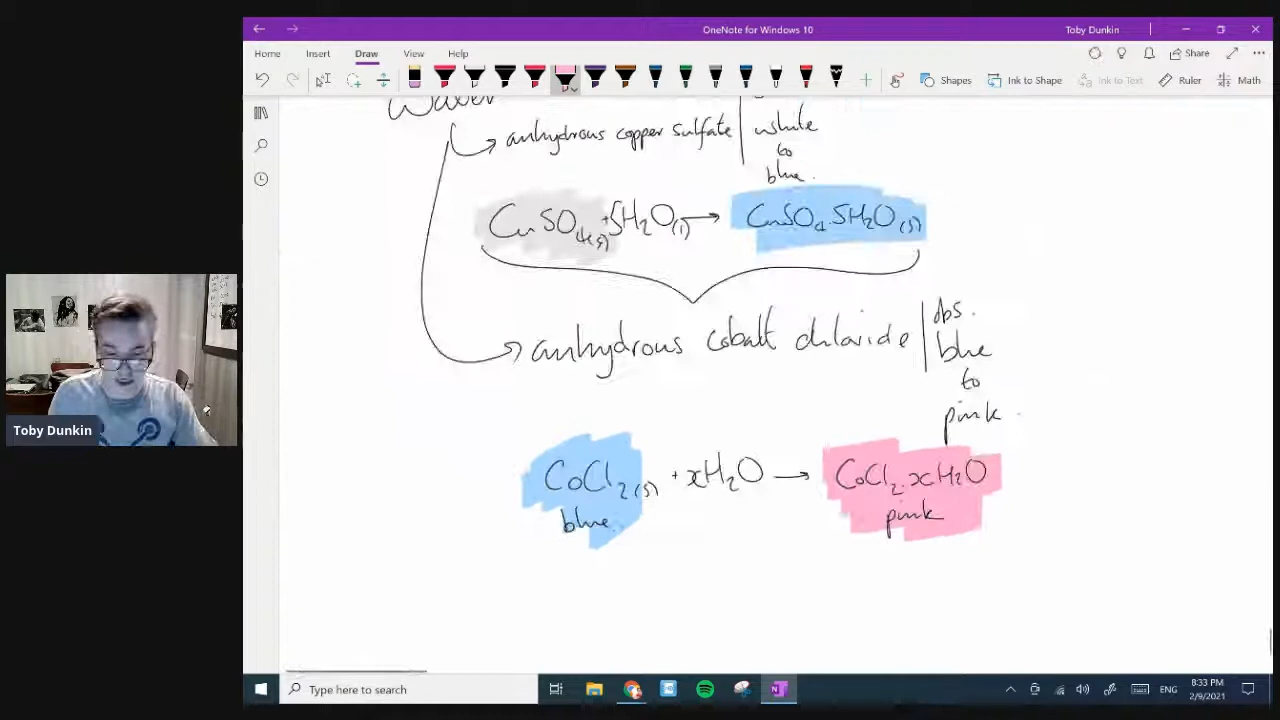 OneNote for Windows 10
Toby Dunkin
Home Insert Draw View Help
Share
Shapes
Ink to Shape
Ink to Text
Ruler
Math
Water
anhydrous copper sulfate
white
to
blue.
CuSO4(s) + 5H2O(l) → CuSO4.5H2O(s)
anhydrous cobalt chloride
obs.
blue
to
pink.
CoCl2(s) + xH2O → CoCl2.xH2O
blue.
pink
Toby Dunkin
Type here to search
ENG
8:33 PM
2/9/2021